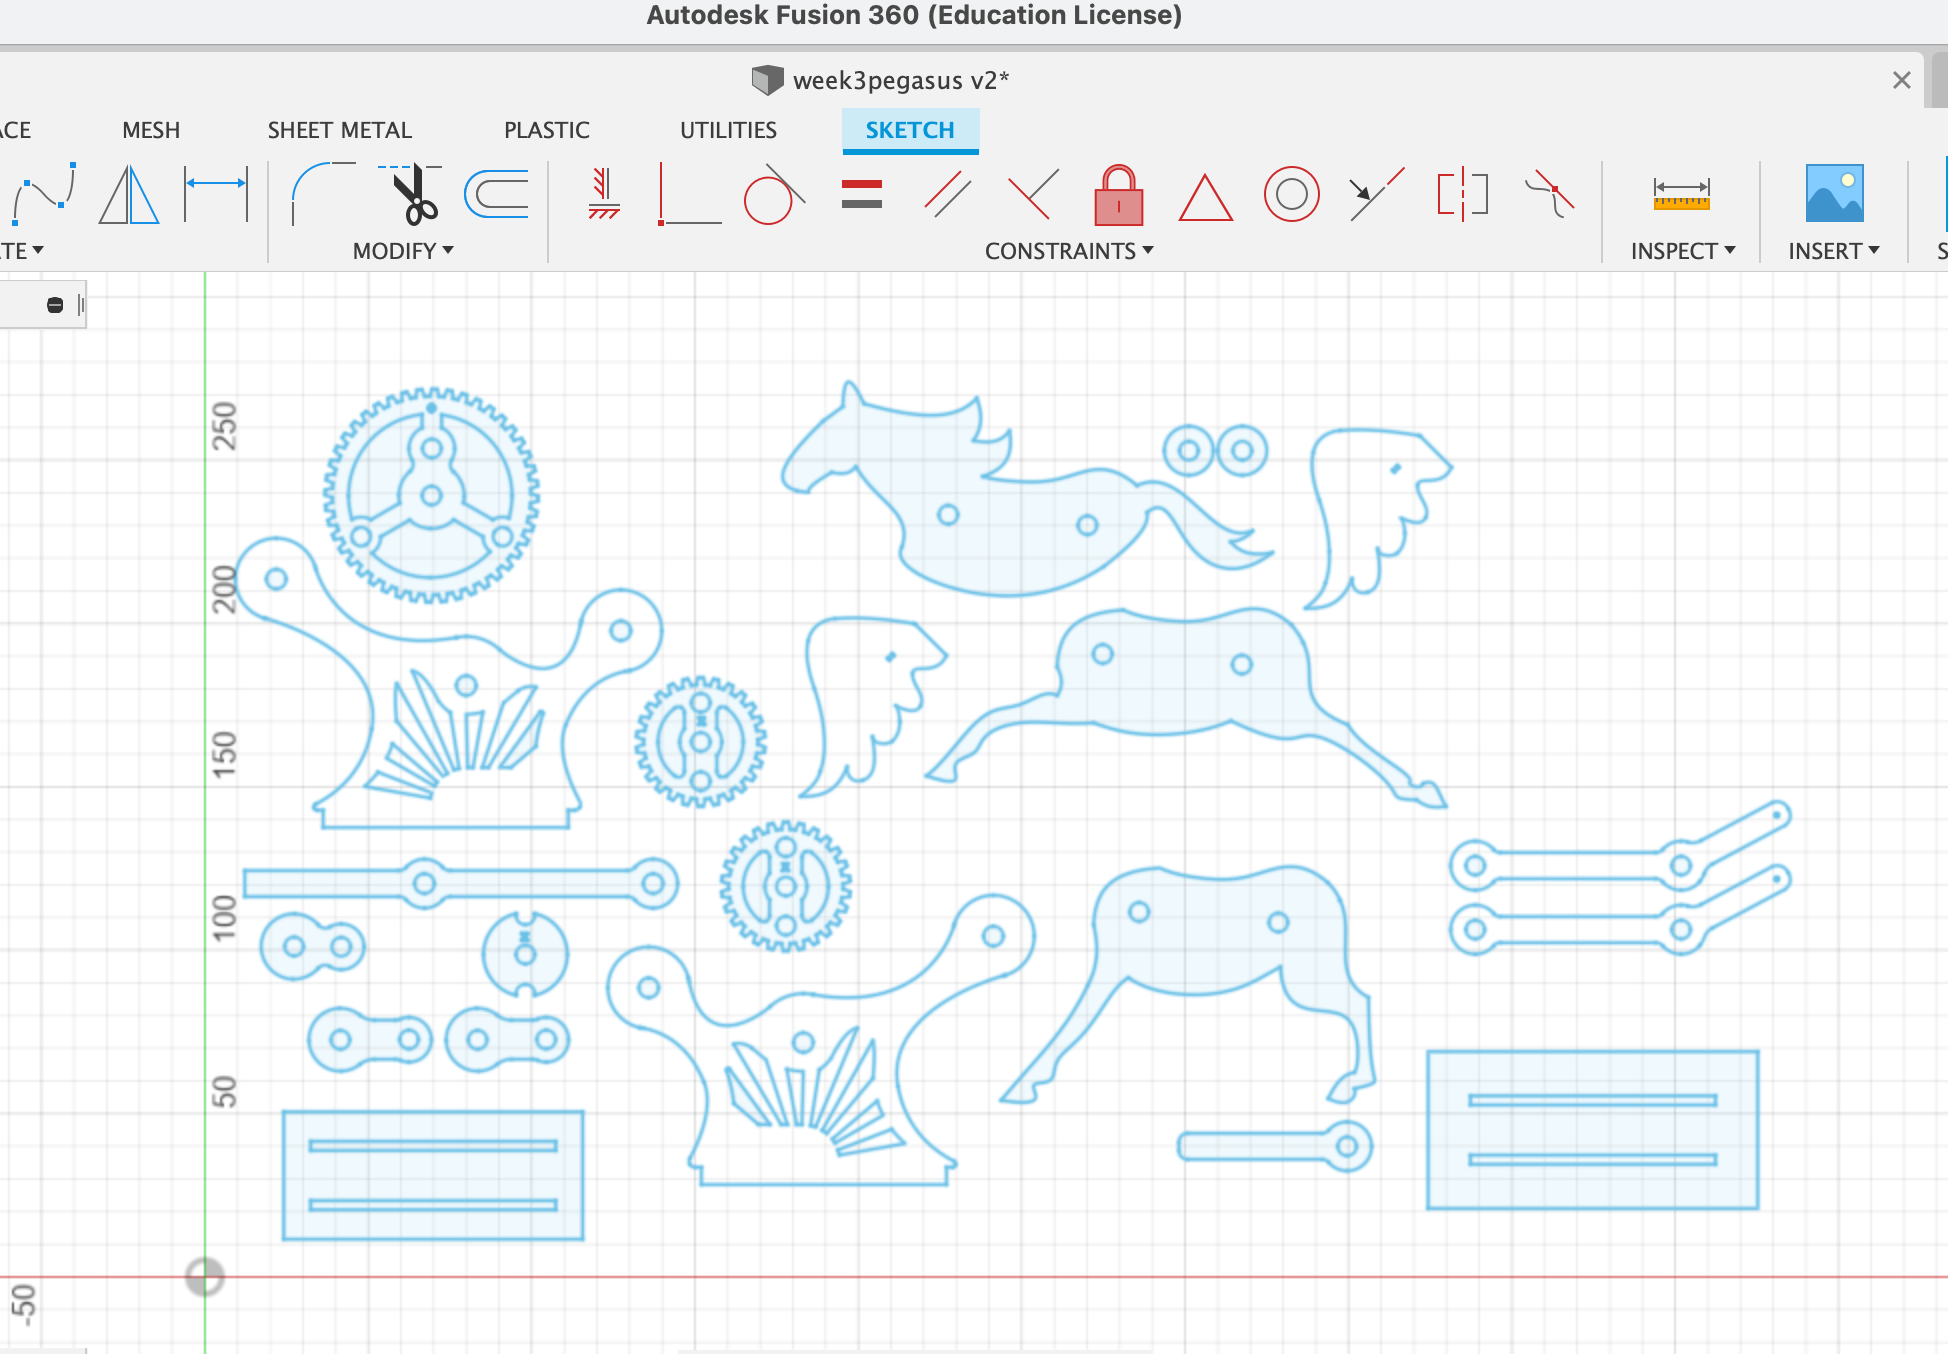 Autodesk Fusion 360 (Education License)
week3pegasus v2*
ACE MESH SHEET METAL PLASTIC UTILITIES SKETCH
TE MODIFY CONSTRAINTS INSPECT INSERT S
250
200
150
100
50
-50